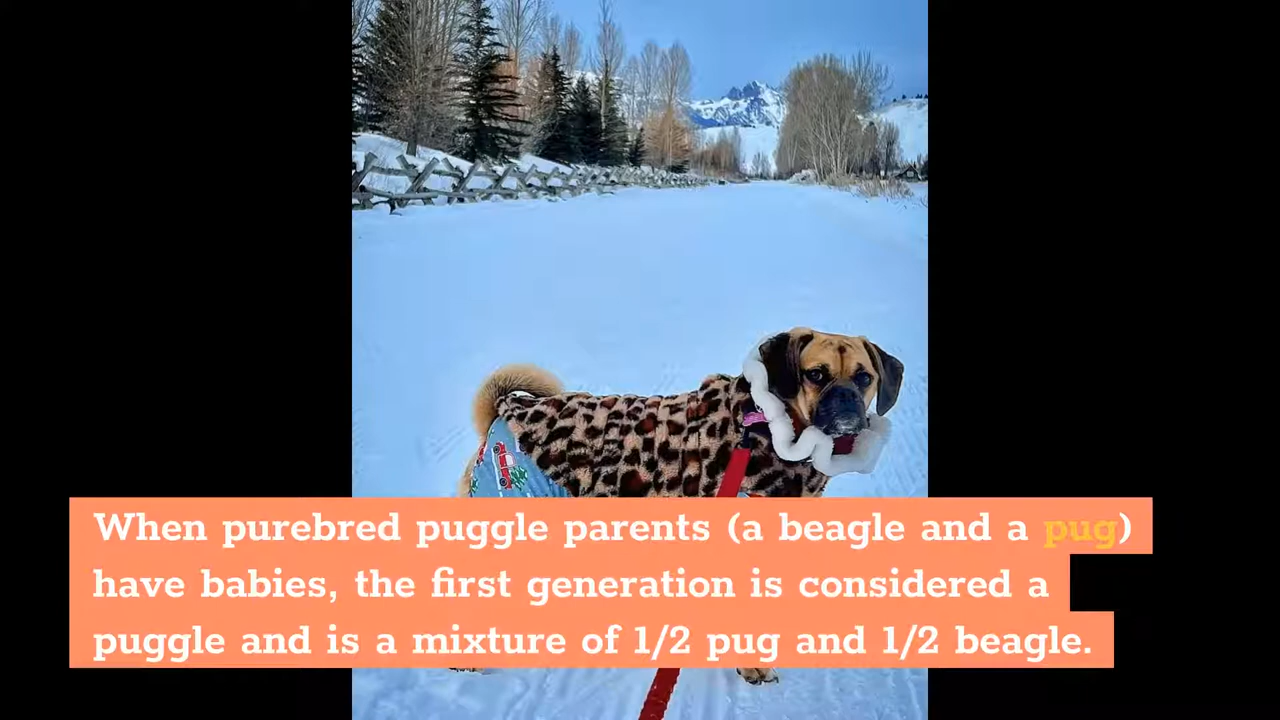 When purebred puggle parents (a beagle and a pug)
have babies, the first generation is considered a
puggle and is a mixture of 1/2 pug and 1/2 beagle.